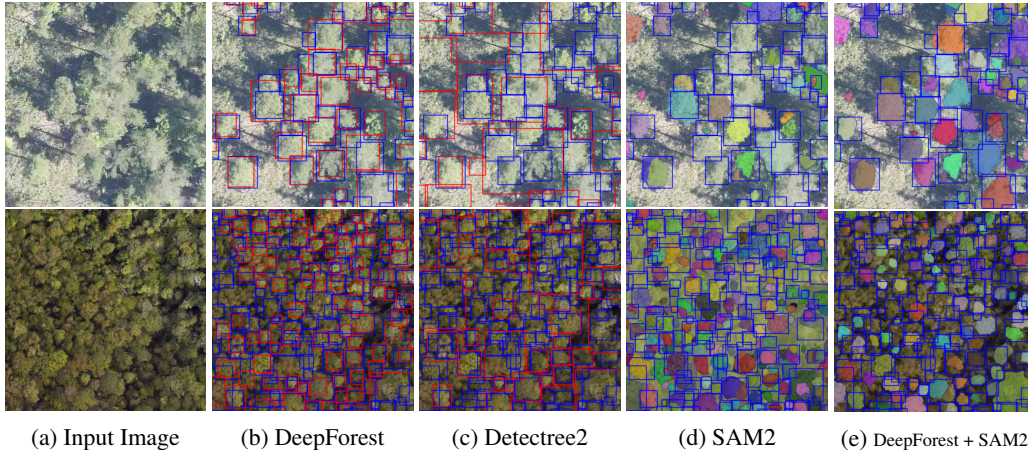 (a) Input Image
(b) DeepForest
(c) Detectree2
(d) SAM2
(e) DeepForest + SAM2